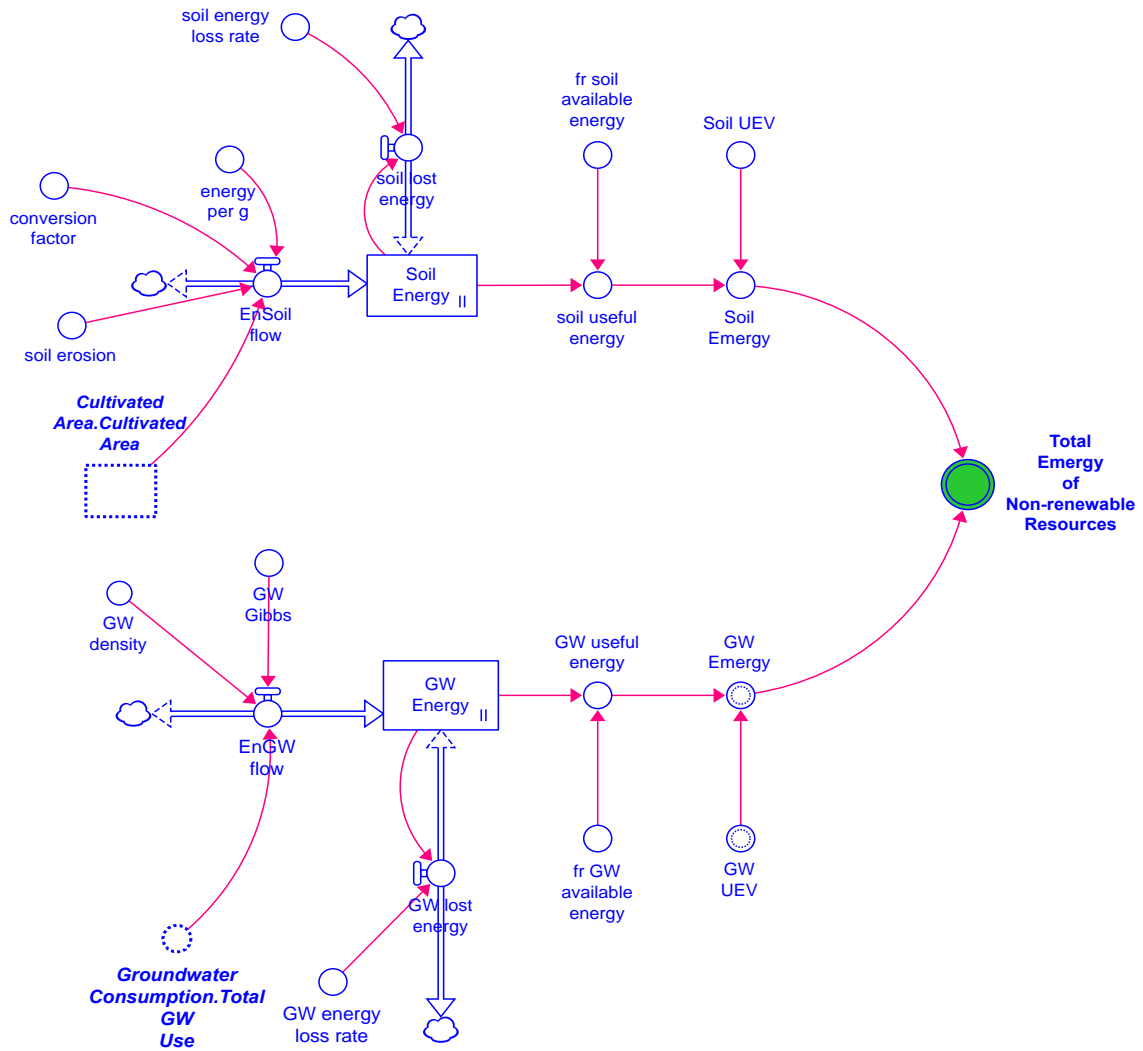 soil energy
loss rate
fr soil
available
energy
Soil UEV
energy
per g
soil lost
energy
conversion
factor
Soil
Energy
II
EnSoil
flow
soil useful
energy
Soil
Emergy
soil erosion
Cultivated
Area.Cultivated
Area
Total
Emergy
of
Non-renewable
Resources
GW
Gibbs
GW
density
GW useful
energy
GW
Emergy
GW
Energy
II
EnGW
flow
fr GW
available
energy
GW
UEV
GW lost
energy
Groundwater
Consumption.Total
GW
Use
GW energy
loss rate